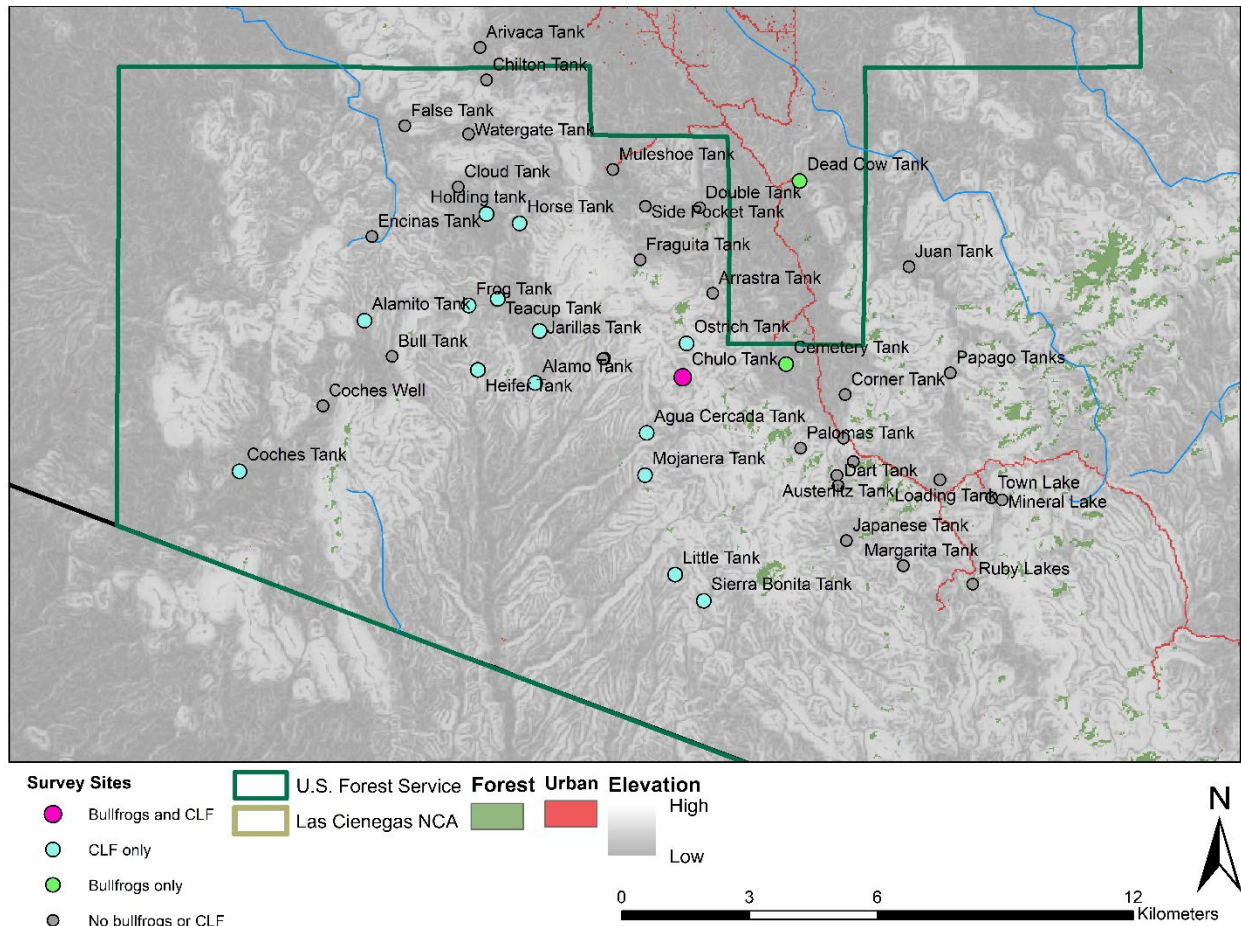 Arivaca Tank
Chilton Tank
False Tank
Watergate Tank
Muleshoe Tank
Dead Cow Tank
Cloud Tank
Holding tank
Horse Tank
Double Tank
Side Pocket Tank
Encinas Tank
Fraguita Tank
Juan Tank
Arrastra Tank
Frog Tank
Alamito Tank
Teacup Tank
Jarillas Tank
Ostrich Tank
Bull Tank
Chulo Tank
Cemetery Tank
Papago Tanks
Alamo Tank
Heifer Tank
Corner Tank
Coches Well
Agua Cercada Tank
Palomas Tank
Coches Tank
Mojanera Tank
Dart Tank
Austerlitz Tank
Loading Tank
Town Lake
Mineral Lake
Japanese Tank
Margarita Tank
Little Tank
Ruby Lakes
Sierra Bonita Tank
Survey Sites
Bullfrogs and CLF
CLF only
Bullfrogs only
No bullfrogs or CLF
U.S. Forest Service
Las Cienegas NCA
Forest
Urban
Elevation
High
Low
N
0 3 6 12
Kilometers